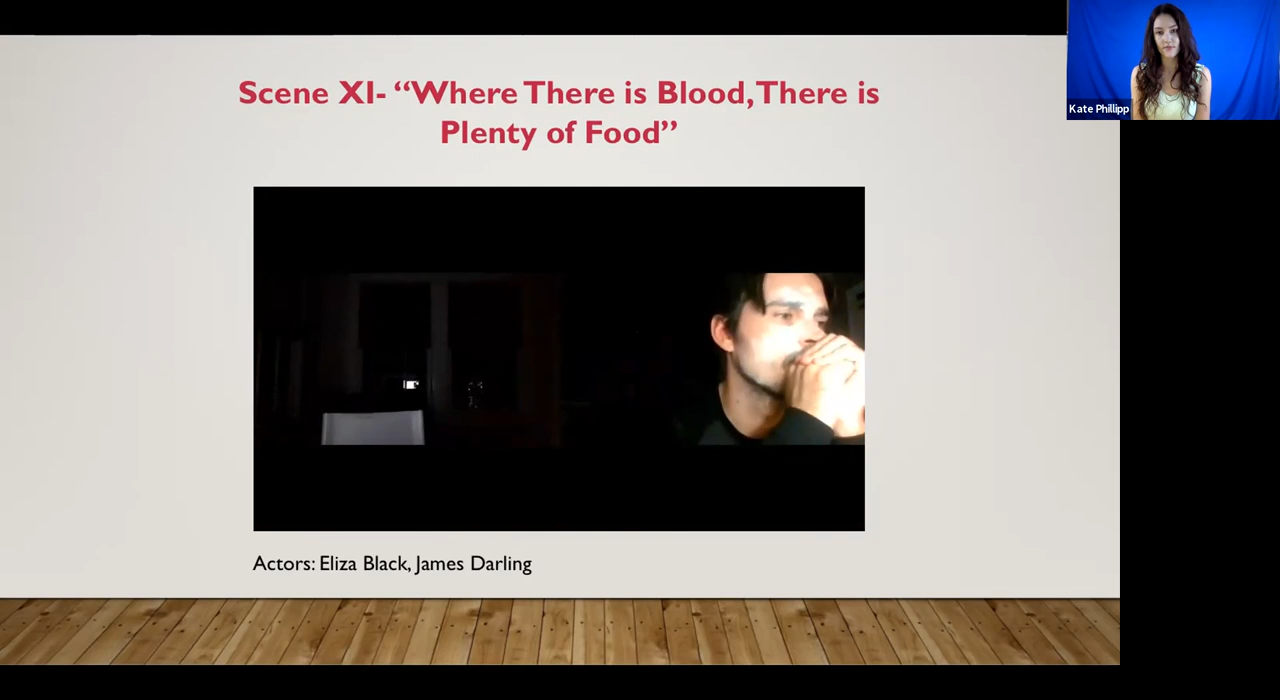 Scene XI- “Where There is Blood, There is
Plenty of Food”
Kate Phillipp
Actors: Eliza Black, James Darling